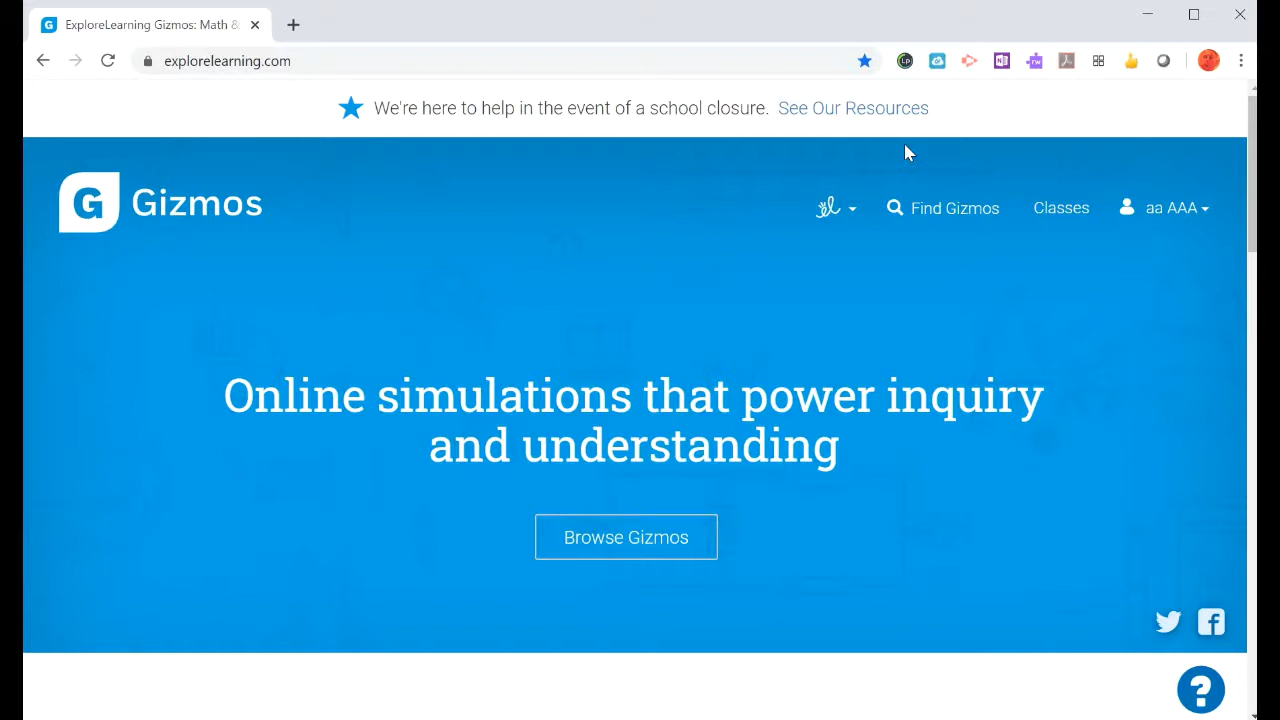 ExploreLearning Gizmos: Math &
explorelearning.com
We're here to help in the event of a school closure. See Our Resources
G Gizmos
Find Gizmos Classes aa AAA
Online simulations that power inquiry
and understanding
Browse Gizmos